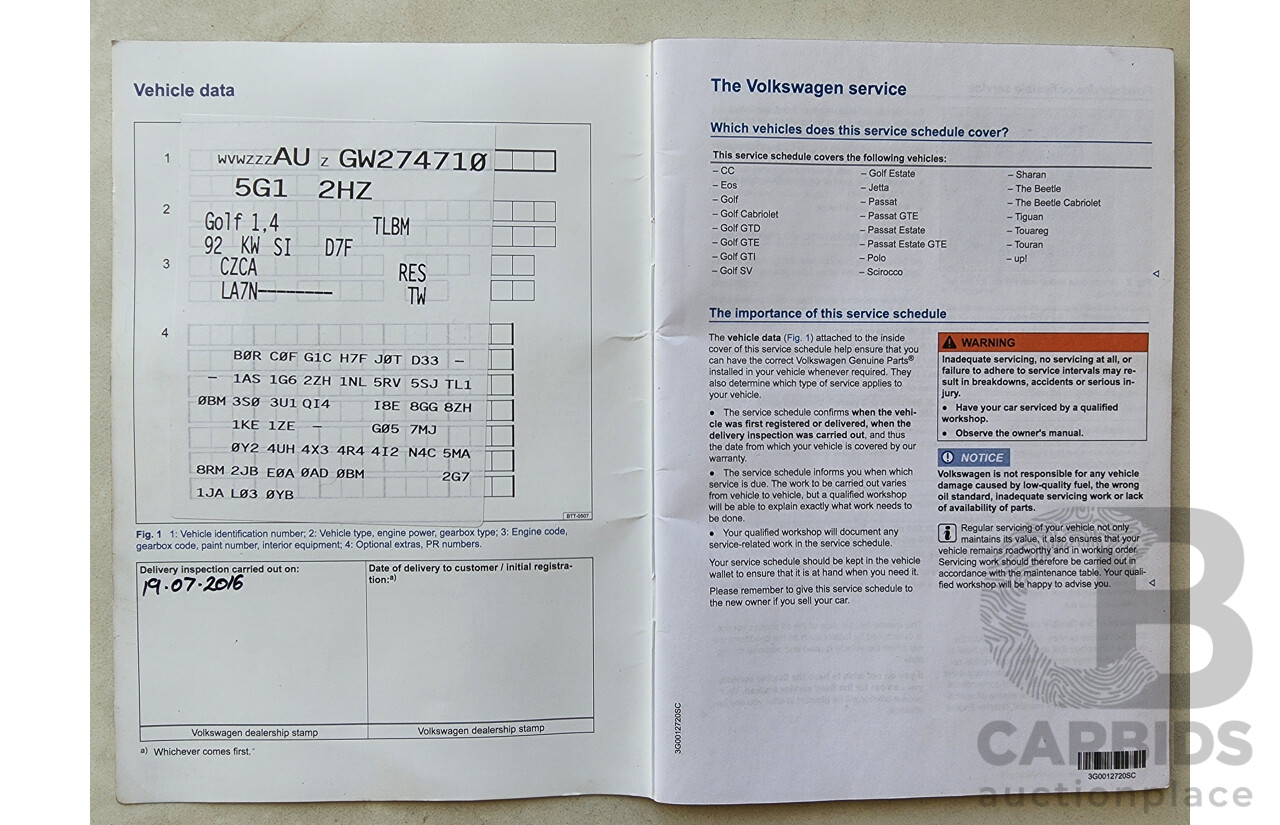 Vehicle data
1 WVWZZZAU Z GW274710
5G1 2HZ
2 Golf 1,4 TLBM
92 KW SI D7F
3 CZCA RES
LA7N--------- TW
4
B0R C0F G1C H7F J0T D33 –
– 1AS 1G6 2ZH 1NL 5RV 5SJ TL1
0BM 3S0 3U1 QI4 I8E 8GG 8ZH
1KE 1ZE – G05 7MJ
0Y2 4UH 4X3 4R4 4I2 N4C 5MA
8RM 2JB E0A 0AD 0BM 2G7
1JA L03 0YB
BTT-0507
Fig. 1 1: Vehicle identification number; 2: Vehicle type, engine power, gearbox type; 3: Engine code,
gearbox code, paint number, interior equipment; 4: Optional extras, PR numbers.
Delivery inspection carried out on:
19·07·2016
Date of delivery to customer / initial registra-
tion:a)
Volkswagen dealership stamp
Volkswagen dealership stamp
a) Whichever comes first.
The Volkswagen service
Which vehicles does this service schedule cover?
This service schedule covers the following vehicles:
– CC
– Eos
– Golf
– Golf Cabriolet
– Golf GTD
– Golf GTE
– Golf GTI
– Golf SV
– Golf Estate
– Jetta
– Passat
– Passat GTE
– Passat Estate
– Passat Estate GTE
– Polo
– Scirocco
– Sharan
– The Beetle
– The Beetle Cabriolet
– Tiguan
– Touareg
– Touran
– up!
The importance of this service schedule
The vehicle data (Fig. 1) attached to the inside
cover of this service schedule help ensure that you
can have the correct Volkswagen Genuine Parts®
installed in your vehicle whenever required. They
also determine which type of service applies to
your vehicle.
• The service schedule confirms when the vehi-
cle was first registered or delivered, when the
delivery inspection was carried out, and thus
the date from which your vehicle is covered by our
warranty.
• The service schedule informs you when which
service is due. The work to be carried out varies
from vehicle to vehicle, but a qualified workshop
will be able to explain exactly what work needs to
be done.
• Your qualified workshop will document any
service-related work in the service schedule.
Your service schedule should be kept in the vehicle
wallet to ensure that it is at hand when you need it.
Please remember to give this service schedule to
the new owner if you sell your car.
WARNING
Inadequate servicing, no servicing at all, or
failure to adhere to service intervals may re-
sult in breakdowns, accidents or serious in-
jury.
• Have your car serviced by a qualified
workshop.
• Observe the owner's manual.
NOTICE
Volkswagen is not responsible for any vehicle
damage caused by low-quality fuel, the wrong
oil standard, inadequate servicing work or lack
of availability of parts.
Regular servicing of your vehicle not only
maintains its value, it also ensures that your
vehicle remains roadworthy and in working order.
Servicing work should therefore be carried out in
accordance with the maintenance table. Your quali-
fied workshop will be happy to advise you.
3G0012720SC
3G0012720SC
CB
CARBIDS
auctionplace